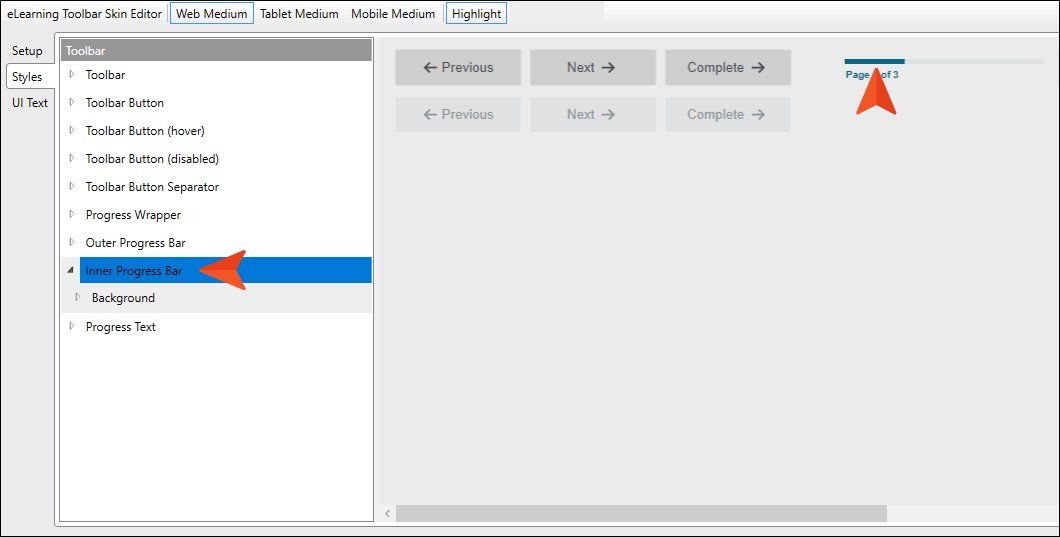 eLearning Toolbar Skin Editor Web Medium Tablet Medium Mobile Medium Highlight
Setup
Styles
UI Text
Toolbar
Toolbar
Toolbar Button
Toolbar Button (hover)
Toolbar Button (disabled)
Toolbar Button Separator
Progress Wrapper
Outer Progress Bar
Inner Progress Bar
Background
Progress Text
Previous Next Complete
Page of 3
Previous Next Complete